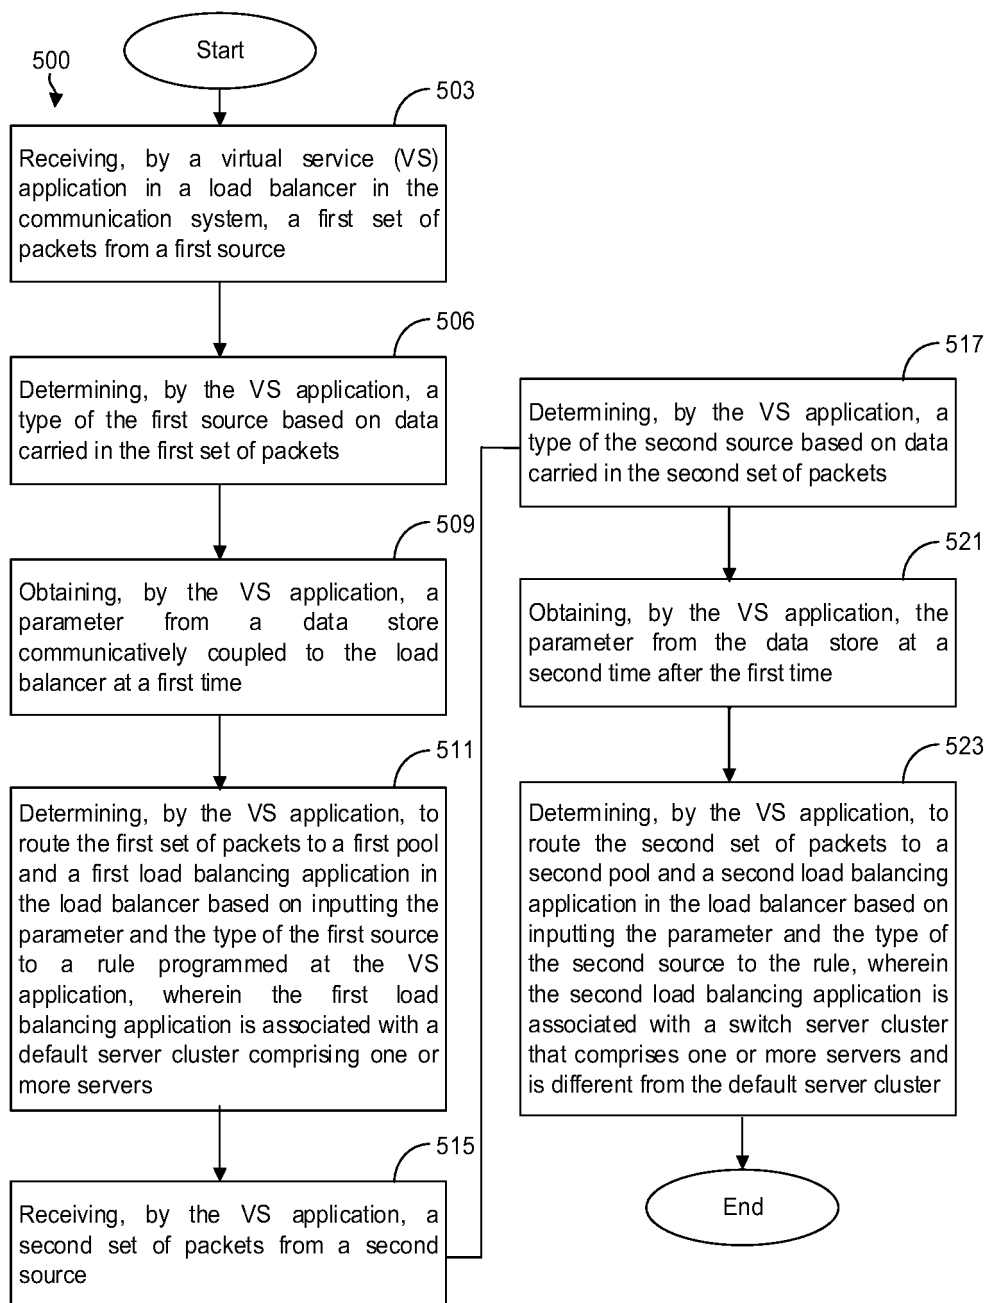 Start
500
503
Receiving, by a virtual service (VS)
application in a load balancer in the
communication system, a first set of
packets from a first source
506
Determining, by the VS application, a
type of the first source based on data
carried in the first set of packets
509
Obtaining, by the VS application, a
parameter from a data store
communicatively coupled to the load
balancer at a first time
511
Determining, by the VS application, to
route the first set of packets to a first pool
and a first load balancing application in
the load balancer based on inputting the
parameter and the type of the first source
to a rule programmed at the VS
application, wherein the first load
balancing application is associated with a
default server cluster comprising one or
more servers
515
Receiving, by the VS application, a
second set of packets from a second
source
517
Determining, by the VS application, a
type of the second source based on data
carried in the second set of packets
521
Obtaining, by the VS application, the
parameter from the data store at a
second time after the first time
523
Determining, by the VS application, to
route the second set of packets to a
second pool and a second load balancing
application in the load balancer based on
inputting the parameter and the type of
the second source to the rule, wherein
the second load balancing application is
associated with a switch server cluster
that comprises one or more servers and
is different from the default server cluster
End